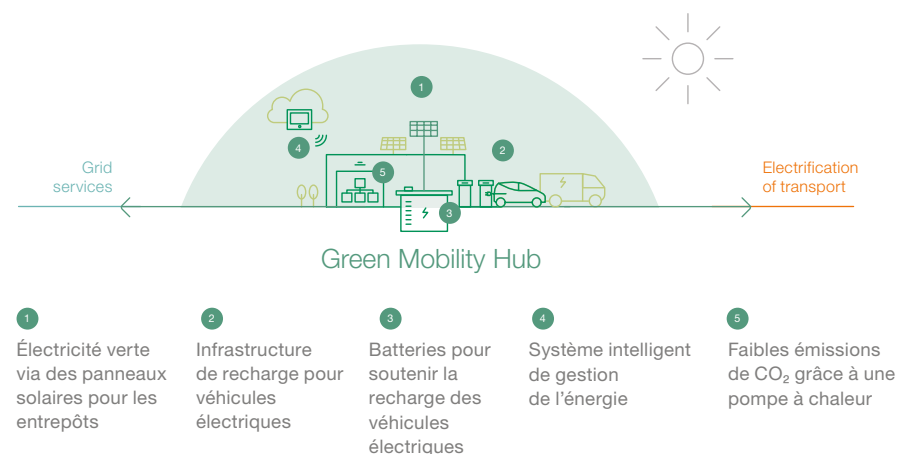 1
4
2
5
3
Grid
services
Electrification
of transport
Green Mobility Hub
1
Électricité verte
via des panneaux
solaires pour les
entrepôts
2
Infrastructure
de recharge pour
véhicules
électriques
3
Batteries pour
soutenir la
recharge des
véhicules
électriques
4
Système intelligent
de gestion
de l’énergie
5
Faibles émissions
de CO₂ grâce à une
pompe à chaleur